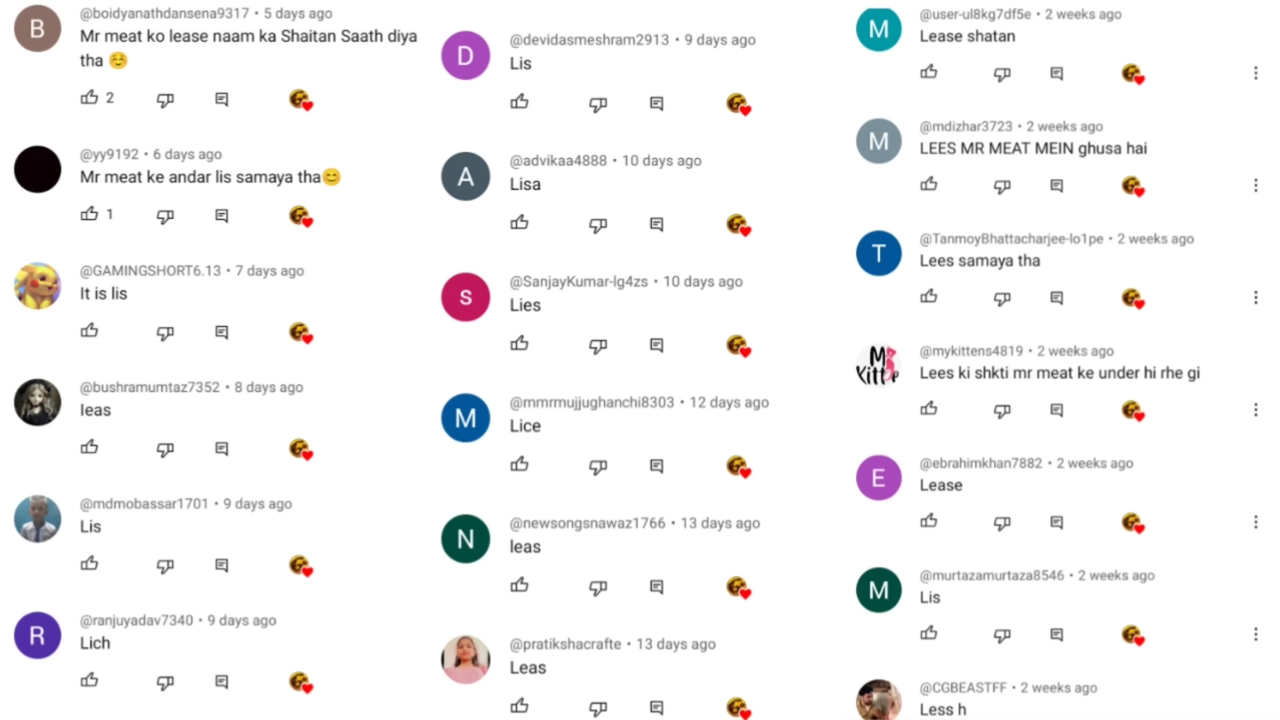 @boidyanathdansena9317 • 5 days ago
Mr meat ko lease naam ka Shaitan Saath diya
tha ☺️
2
@yy9192 • 6 days ago
Mr meat ke andar lis samaya tha😊
1
@GAMINGSHORT6.13 • 7 days ago
It is lis
@bushramumtaz7352 • 8 days ago
leas
@mdmobassar1701 • 9 days ago
Lis
R
@ranjuyadav7340 • 9 days ago
Lich
B
D
@devidasmeshram2913 • 9 days ago
Lis
A
@advikaa4888 • 10 days ago
Lisa
S
@SanjayKumar-lg4zs • 10 days ago
Lies
M
@mmrmujjughanchi8303 • 12 days ago
Lice
N
@newsongsnawaz1766 • 13 days ago
leas
@pratikshacrafte • 13 days ago
Leas
M
@user-ul8kg7df5e • 2 weeks ago
Lease shatan
M
@mdizhar3723 • 2 weeks ago
LEES MR MEAT MEIN ghusa hai
T
@TanmoyBhattacharjee-lo1pe • 2 weeks ago
Lees samaya tha
@mykittens4819 • 2 weeks ago
Lees ki shkti mr meat ke under hi rhe gi
E
@ebrahimkhan7882 • 2 weeks ago
Lease
M
@murtazamurtaza8546 • 2 weeks ago
Lis
@CGBEASTFF • 2 weeks ago
Less h